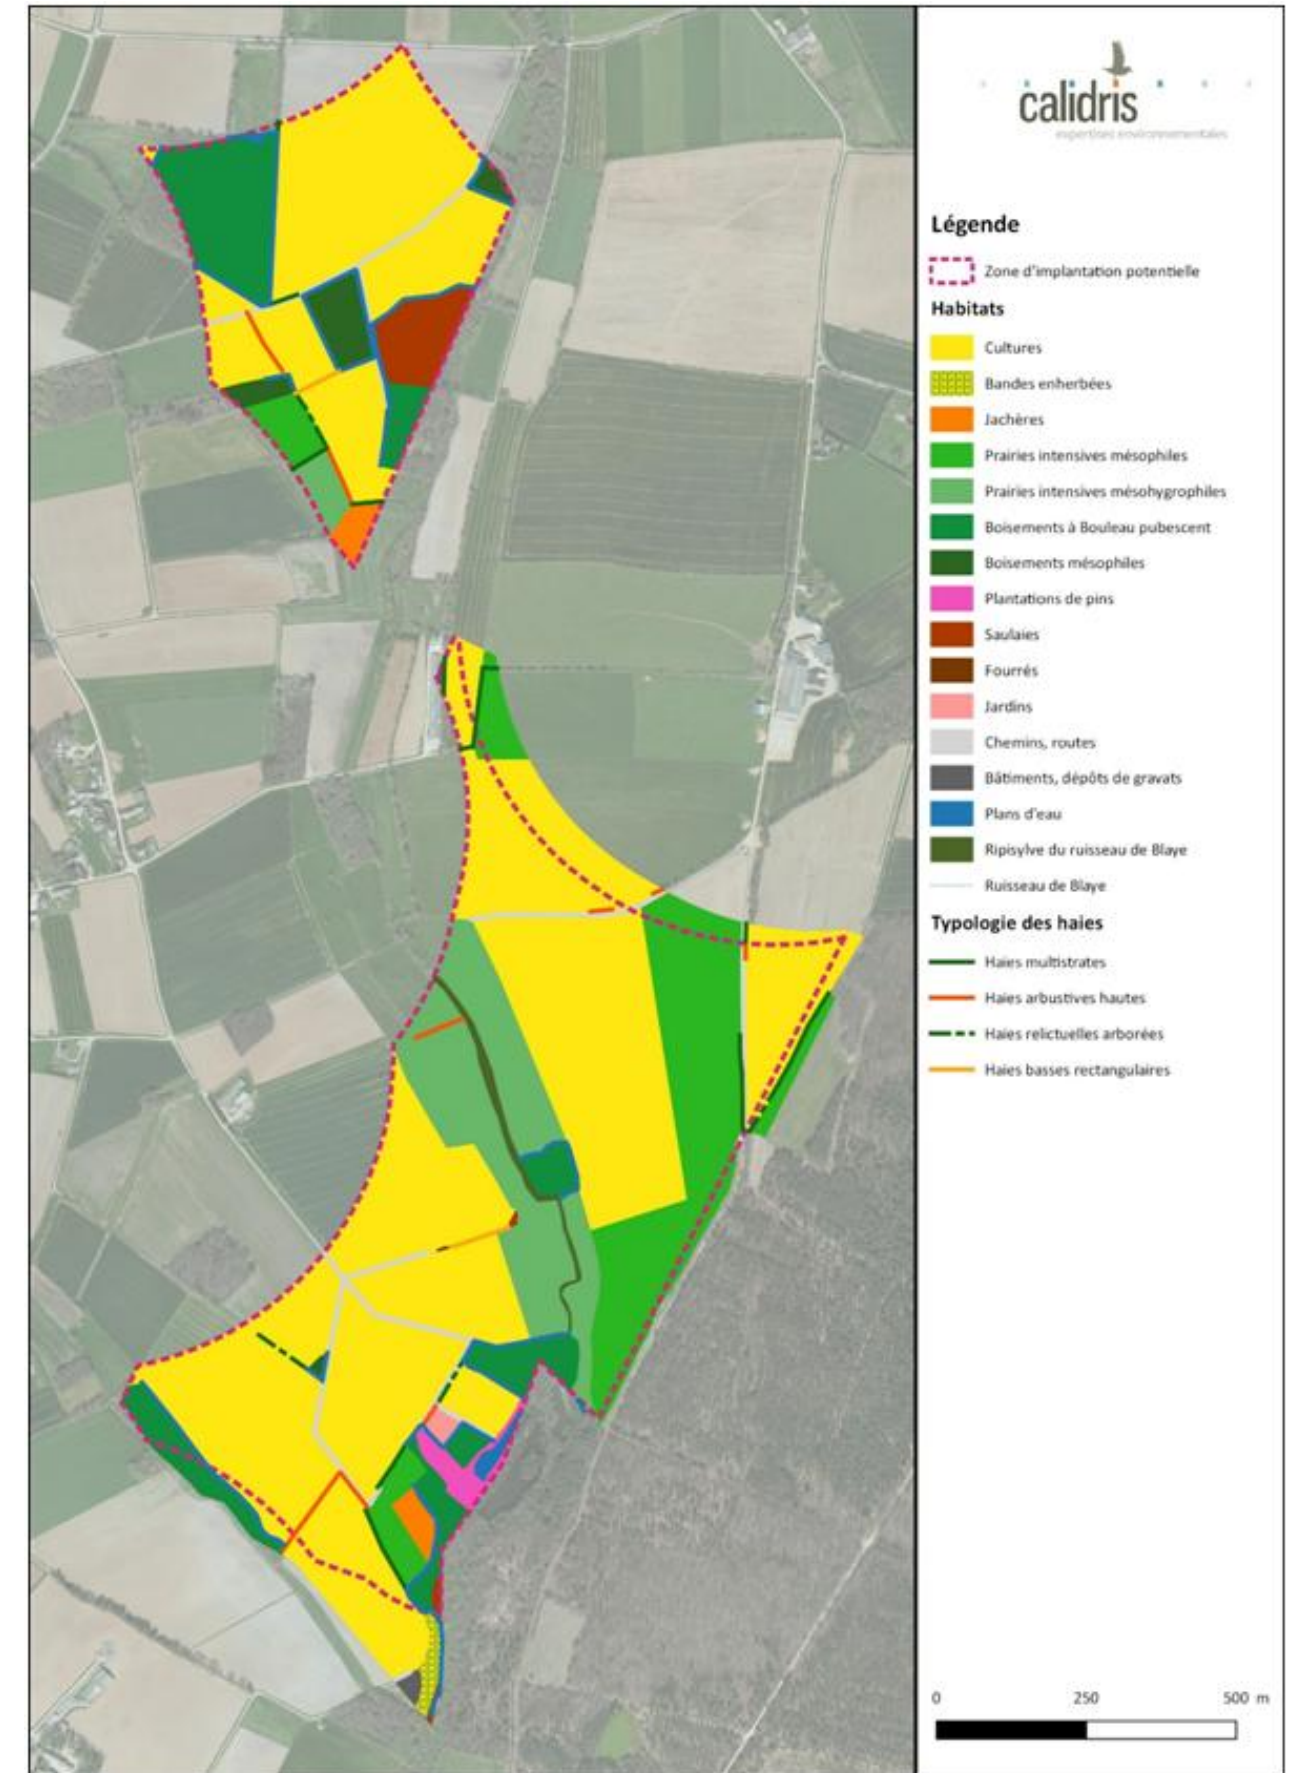 calidris
expertises environnementales
Légende
Zone d'implantation potentielle
Habitats
Cultures
Bandes enherbées
Jachères
Prairies intensives mésophiles
Prairies intensives mésohygrophiles
Boisements à Bouleau pubescent
Boisements mésophiles
Plantations de pins
Saulaies
Fourrés
Jardins
Chemins, routes
Bâtiments, dépôts de gravats
Plans d'eau
Ripisylve du ruisseau de Blaye
Ruisseau de Blaye
Typologie des haies
Haies multistrates
Haies arbustives hautes
Haies relictuelles arborées
Haies basses rectangulaires
0 250 500 m